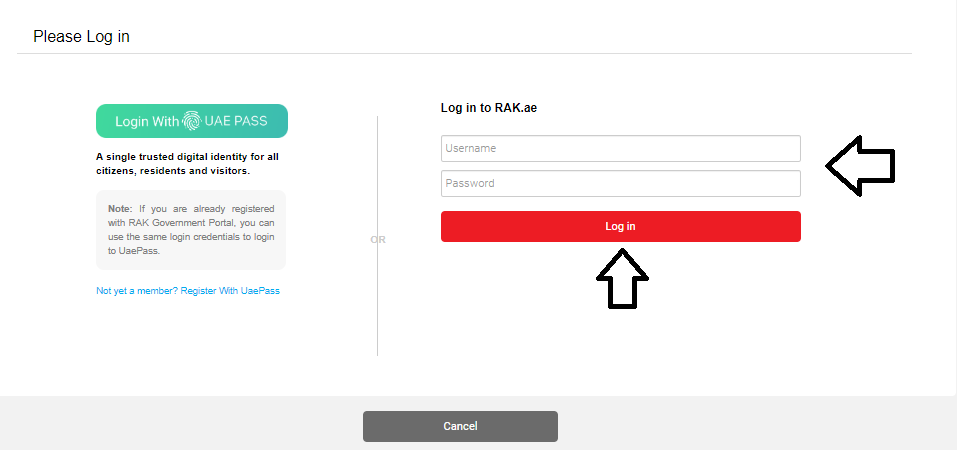 Please Log in
Login With UAE PASS
A single trusted digital identity for all
citizens, residents and visitors.
Note: If you are already registered
with RAK Government Portal, you can
use the same login credentials to login
to UaePass.
Not yet a member? Register With UaePass
OR
Log in to RAK.ae
Username
Password
Log in
Cancel